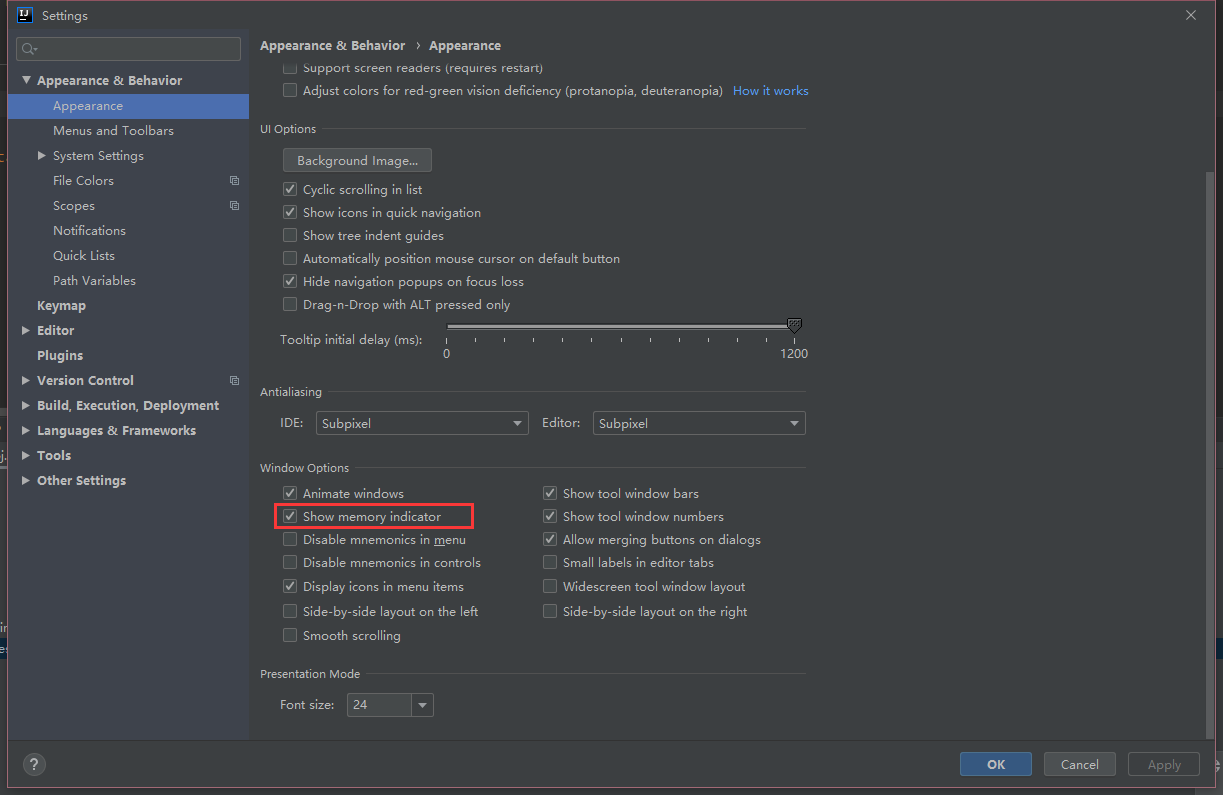 Settings
Appearance & Behavior › Appearance
Appearance & Behavior
Appearance
Menus and Toolbars
System Settings
File Colors
Scopes
Notifications
Quick Lists
Path Variables
Keymap
Editor
Plugins
Version Control
Build, Execution, Deployment
Languages & Frameworks
Tools
Other Settings
Support screen readers (requires restart)
Adjust colors for red-green vision deficiency (protanopia, deuteranopia) How it works
UI Options
Background Image...
Cyclic scrolling in list
Show icons in quick navigation
Show tree indent guides
Automatically position mouse cursor on default button
Hide navigation popups on focus loss
Drag-n-Drop with ALT pressed only
Tooltip initial delay (ms):
0 1200
Antialiasing
IDE: Subpixel Editor: Subpixel
Window Options
Animate windows Show tool window bars
Show memory indicator Show tool window numbers
Disable mnemonics in menu Allow merging buttons on dialogs
Disable mnemonics in controls Small labels in editor tabs
Display icons in menu items Widescreen tool window layout
Side-by-side layout on the left Side-by-side layout on the right
Smooth scrolling
Presentation Mode
Font size: 24
? OK Cancel Apply